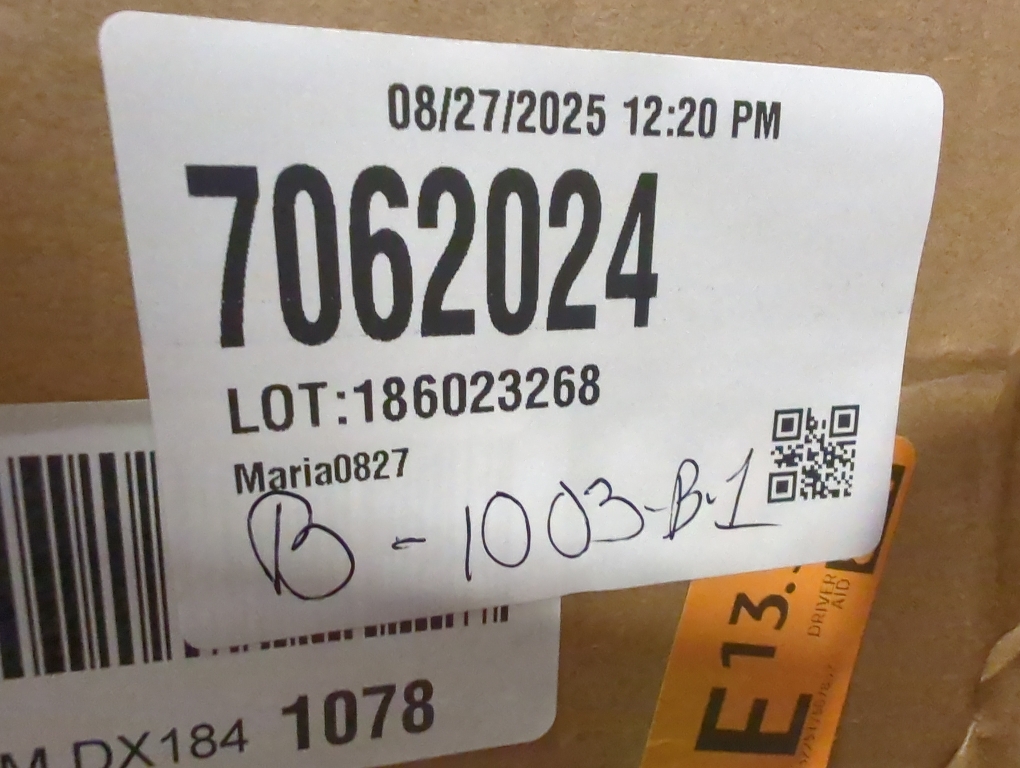 08/27/2025 12:20 PM
7062024
LOT:186023268
Maria0827
B-1003-B-1
M DX184 1078
E13.
DRIVER
AID